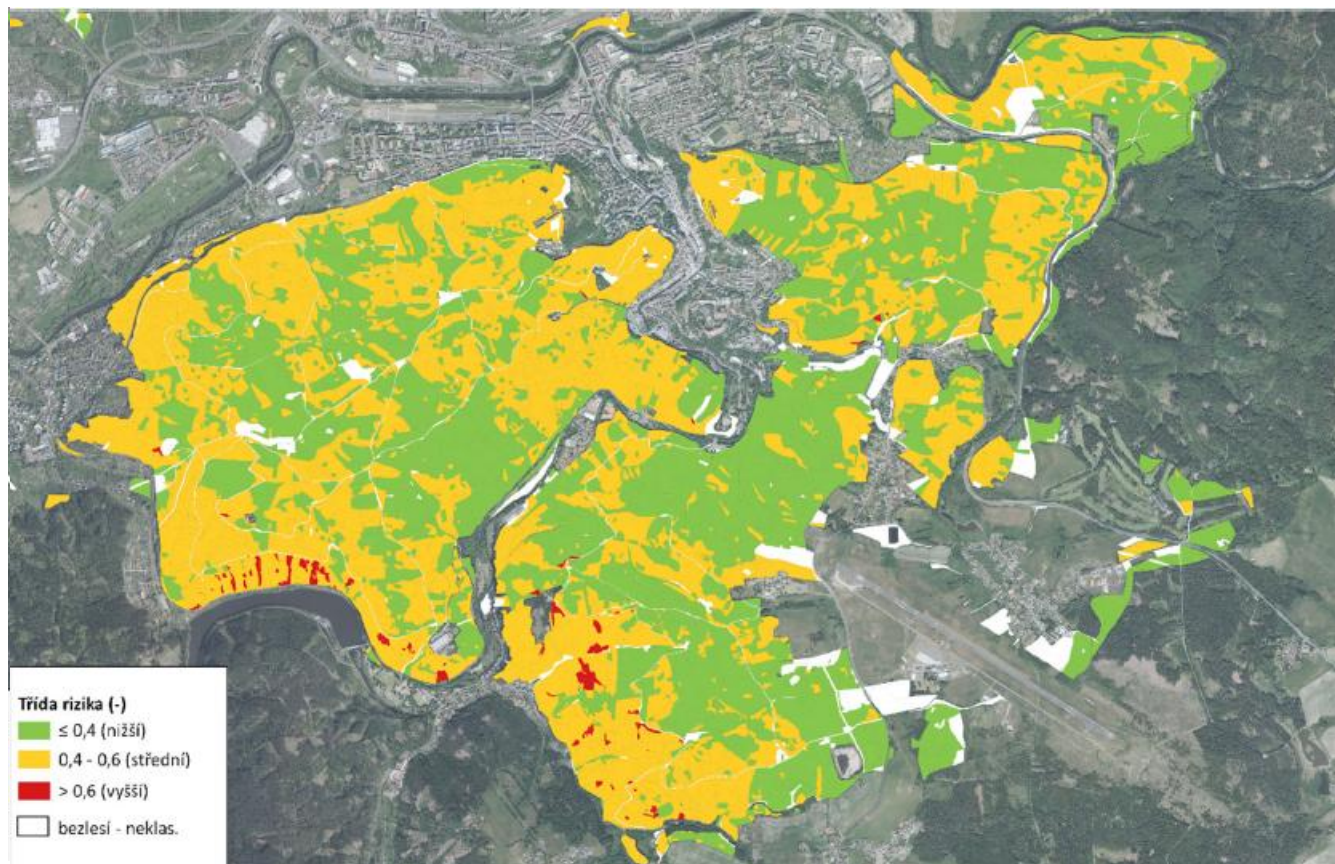 Třída rizika (-)
≤ 0,4 (nižší)
0,4 - 0,6 (střední)
> 0,6 (vyšší)
bezlesí - neklas.